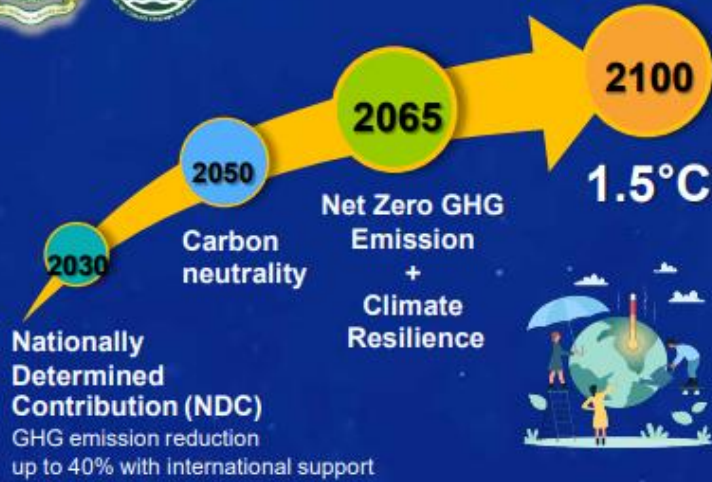 2030
Nationally
Determined
Contribution (NDC)
GHG emission reduction
up to 40% with international support
2050
Carbon
neutrality
2065
Net Zero GHG
Emission
+
Climate
Resilience
2100
1.5°C